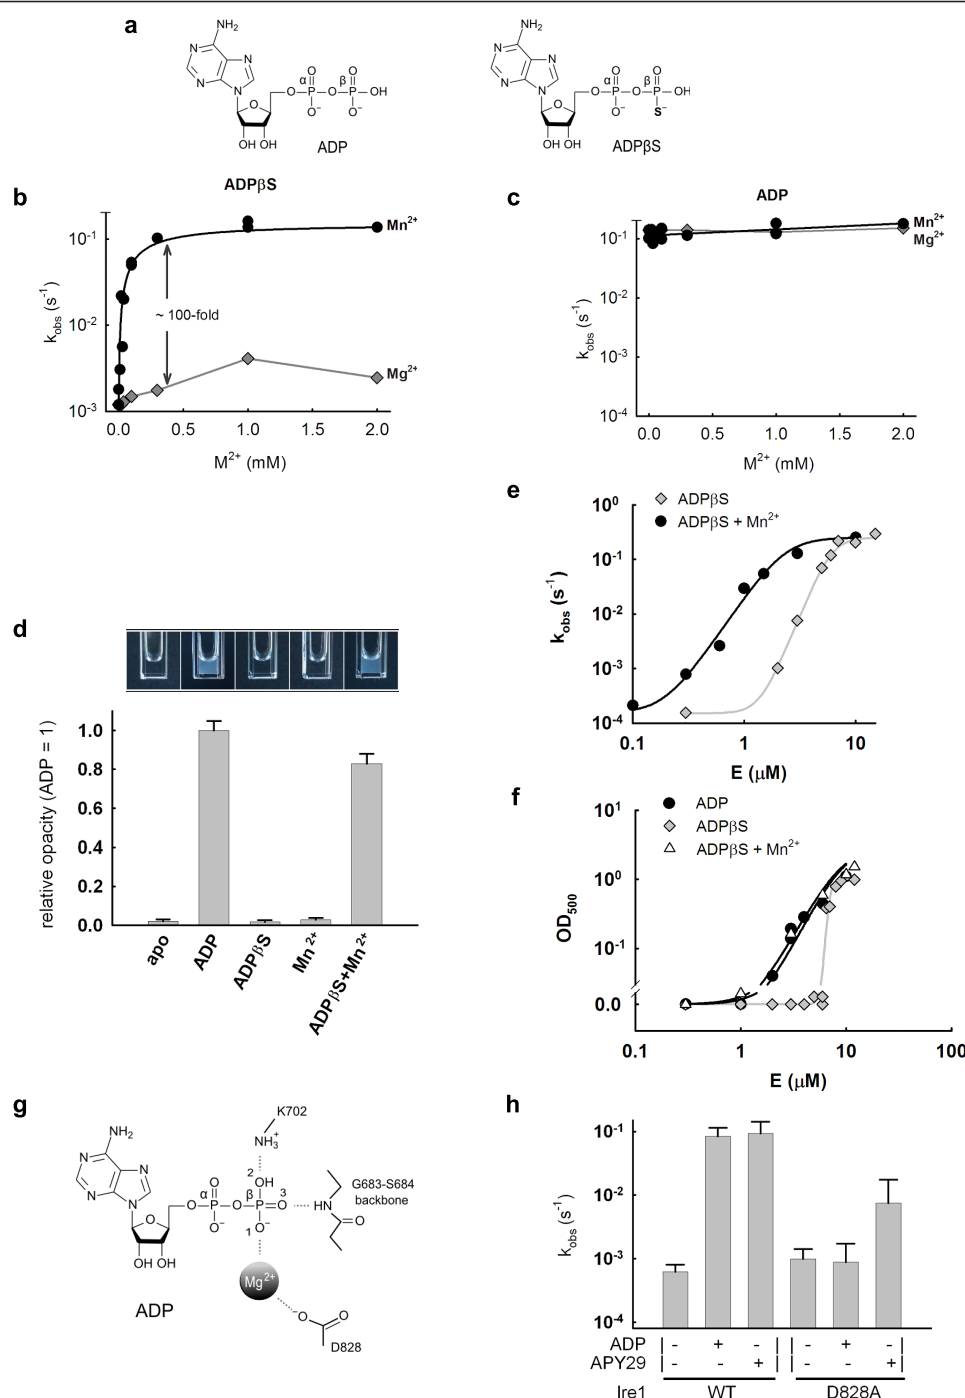 a
NH₂
N
N
N
N
O
α
O
β
O
O–P–O–P–OH
O⁻
O⁻
OH OH
ADP
NH₂
N
N
N
N
O
α
O
β
O
O–P–O–P–OH
O⁻
S⁻
OH OH
ADPβS
b
ADPβS
10⁻¹
10⁻²
10⁻³
k_obs (s⁻¹)
Mn²⁺
~ 100-fold
Mg²⁺
0.0 0.5 1.0 1.5 2.0
M²⁺ (mM)
c
ADP
10⁻¹
10⁻²
10⁻³
10⁻⁴
k_obs (s⁻¹)
Mn²⁺
Mg²⁺
0.0 0.5 1.0 1.5 2.0
M²⁺ (mM)
d
relative opacity (ADP = 1)
1.0
0.8
0.6
0.4
0.2
0.0
apo
ADP
ADPβS
Mn²⁺
ADPβS+Mn²⁺
e
ADPβS
ADPβS + Mn²⁺
10⁰
10⁻¹
10⁻²
10⁻³
10⁻⁴
k_obs (s⁻¹)
0.1 1 10
E (μM)
f
ADP
ADPβS
ADPβS + Mn²⁺
10¹
10⁰
10⁻¹
0.0
OD₅₀₀
0.1 1 10 100
E (μM)
g
K702
NH₃⁺
NH₂
N
N
N
N
O
α
O
β
2
OH
3
O–P–O–P=O
O⁻
1
O⁻
OH OH
G683-S684
backbone
HN
O
Mg²⁺
⁻O
O
D828
ADP
h
10⁻¹
10⁻²
10⁻³
10⁻⁴
k_obs (s⁻¹)
ADP - + - - + -
APY29 - - + - - +
Ire1 WT D828A